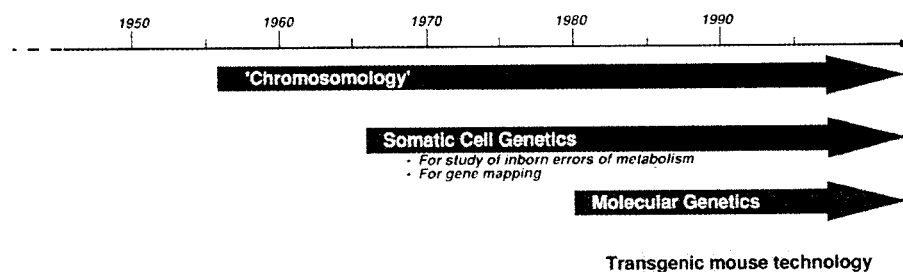 1950 1960 1970 1980 1990
'Chromosomology'
Somatic Cell Genetics
- For study of inborn errors of metabolism
- For gene mapping
Molecular Genetics
Transgenic mouse technology